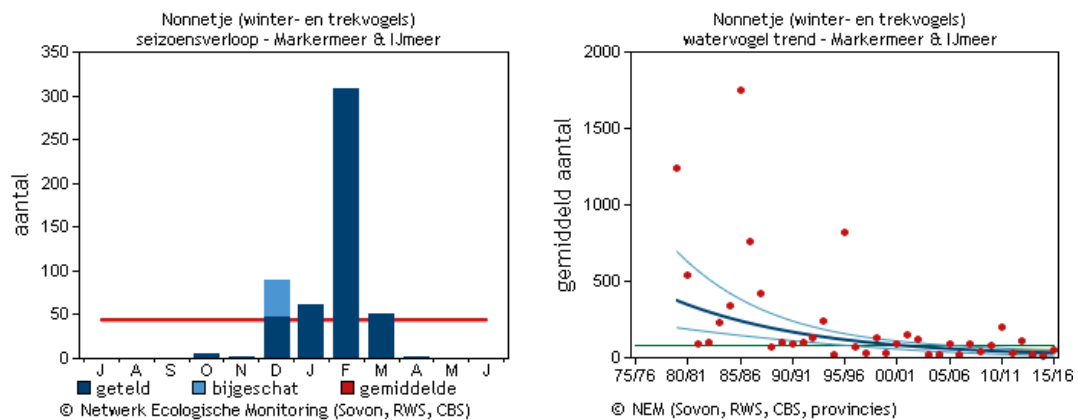 Nonnetje (winter- en trekvogels)
seizoensverloop - Markermeer & IJmeer
aantal
350
300
250
200
150
100
50
0
J A S O N D J F M A M J
geteld bijgeschat gemiddelde
© Netwerk Ecologische Monitoring (Sovon, RWS, CBS)
Nonnetje (winter- en trekvogels)
watervogel trend - Markermeer & IJmeer
gemiddeld aantal
2000
1500
1000
500
0
75/76 80/81 85/86 90/91 95/96 00/01 05/06 10/11 15/16
© NEM (Sovon, RWS, CBS, provincies)